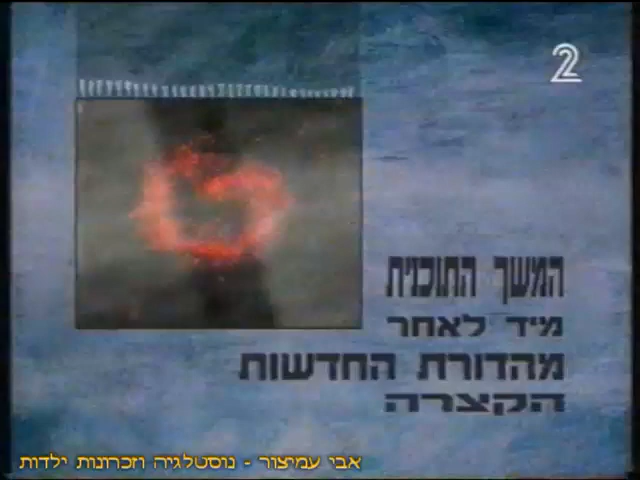 2
המשך התוכנית
מיד לאחר
מהדורת החדשות
הקצרה
אבי עמיצור - נוסטלגיה וזכרונות ילדות